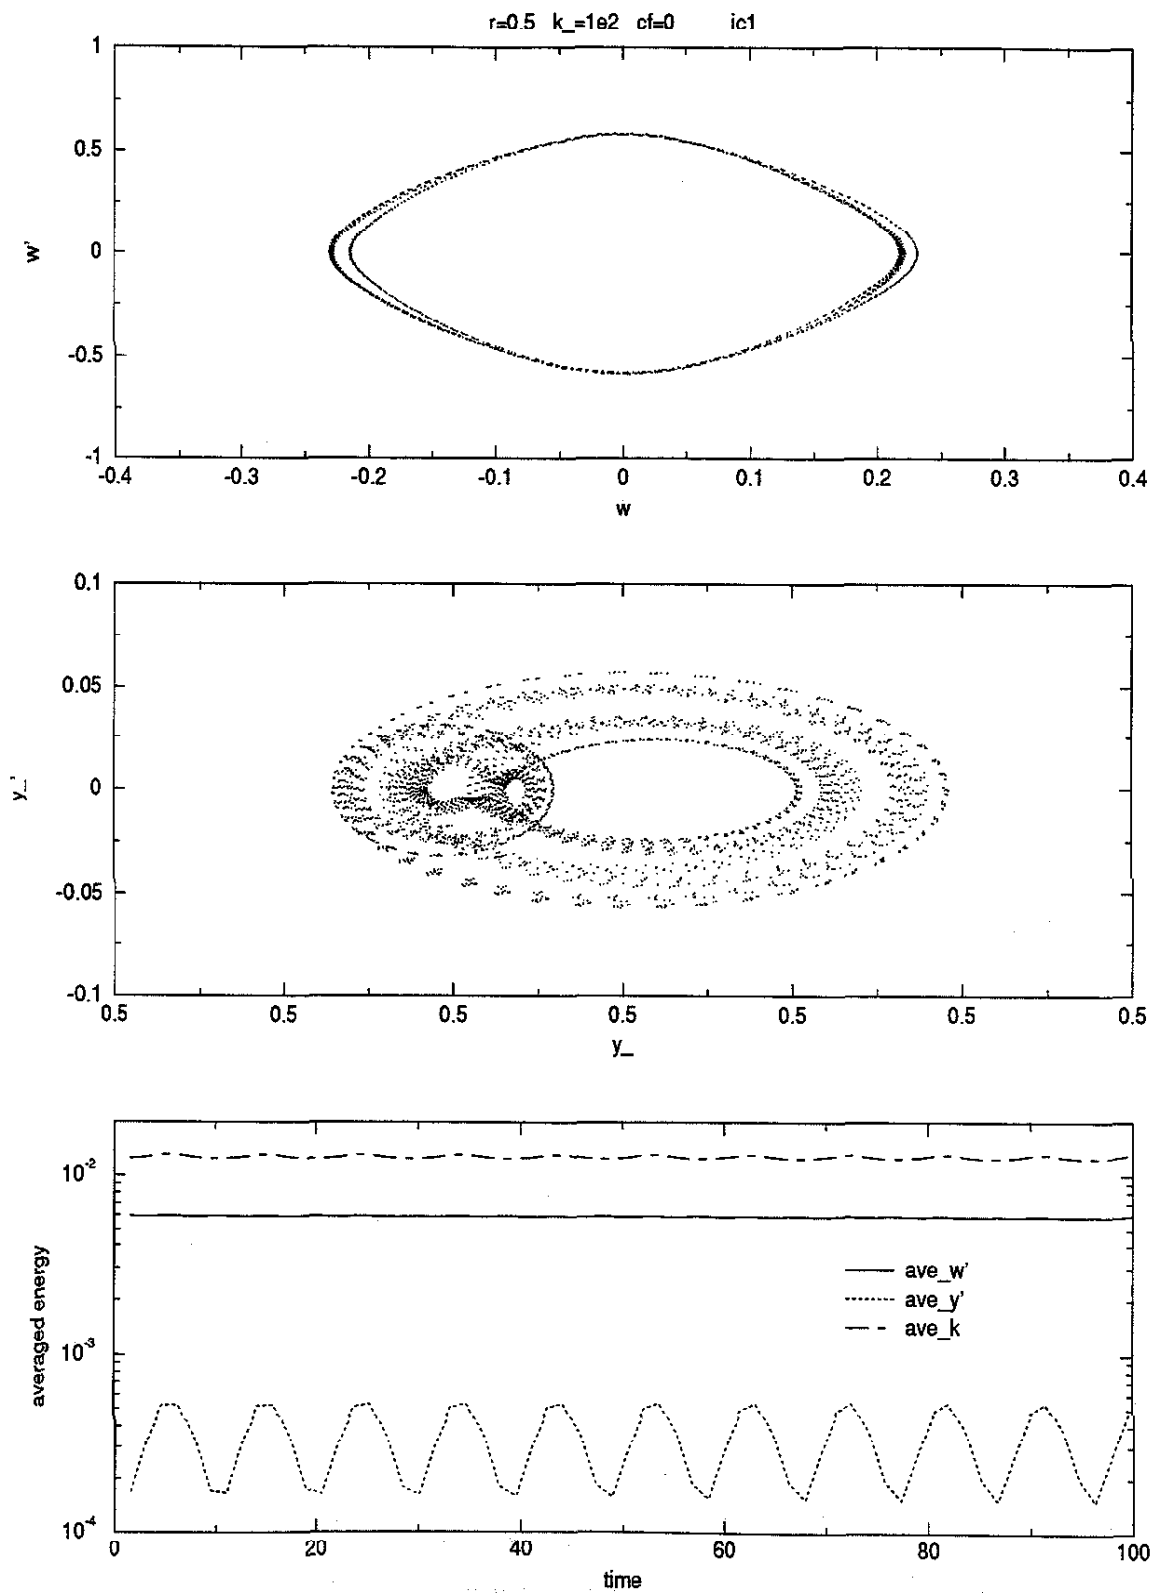 r=0.5 k_=1e2 cf=0 ic1
1
0.5
0
-0.5
-1
w'
-0.4 -0.3 -0.2 -0.1 0 0.1 0.2 0.3 0.4
w
0.1
0.05
0
-0.05
-0.1
y_'
0.5 0.5 0.5 0.5 0.5 0.5 0.5
y_
10-2
10-3
10-4
averaged energy
ave_w'
ave_y'
ave_k
0 20 40 60 80 100
time